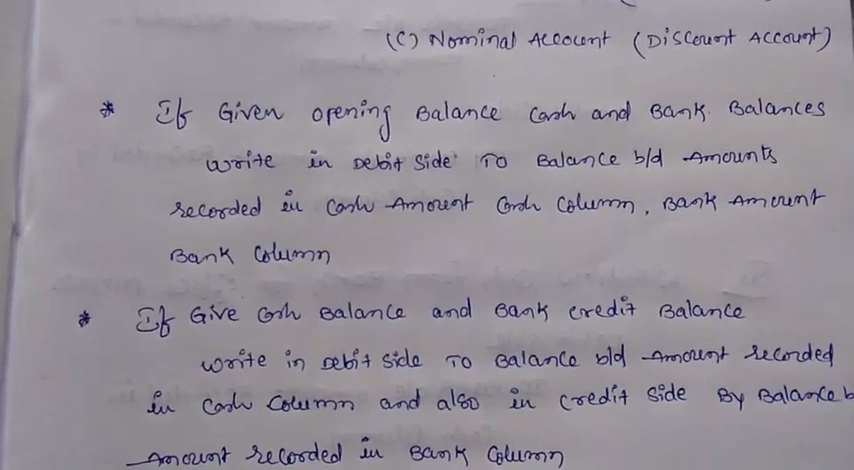 (C) Nominal Account (Discount Account)
* If Given opening Balance Cash and Bank Balances
write in Debit side To Balance b/d Amounts
recorded in Cash Amount Cash Column, Bank Amount
Bank Column
* If Give Cash Balance and Bank credit Balance
write in Debit side To Balance b/d Amount recorded
in Cash Column and also in credit side By Balance b
Amount recorded in Bank Column